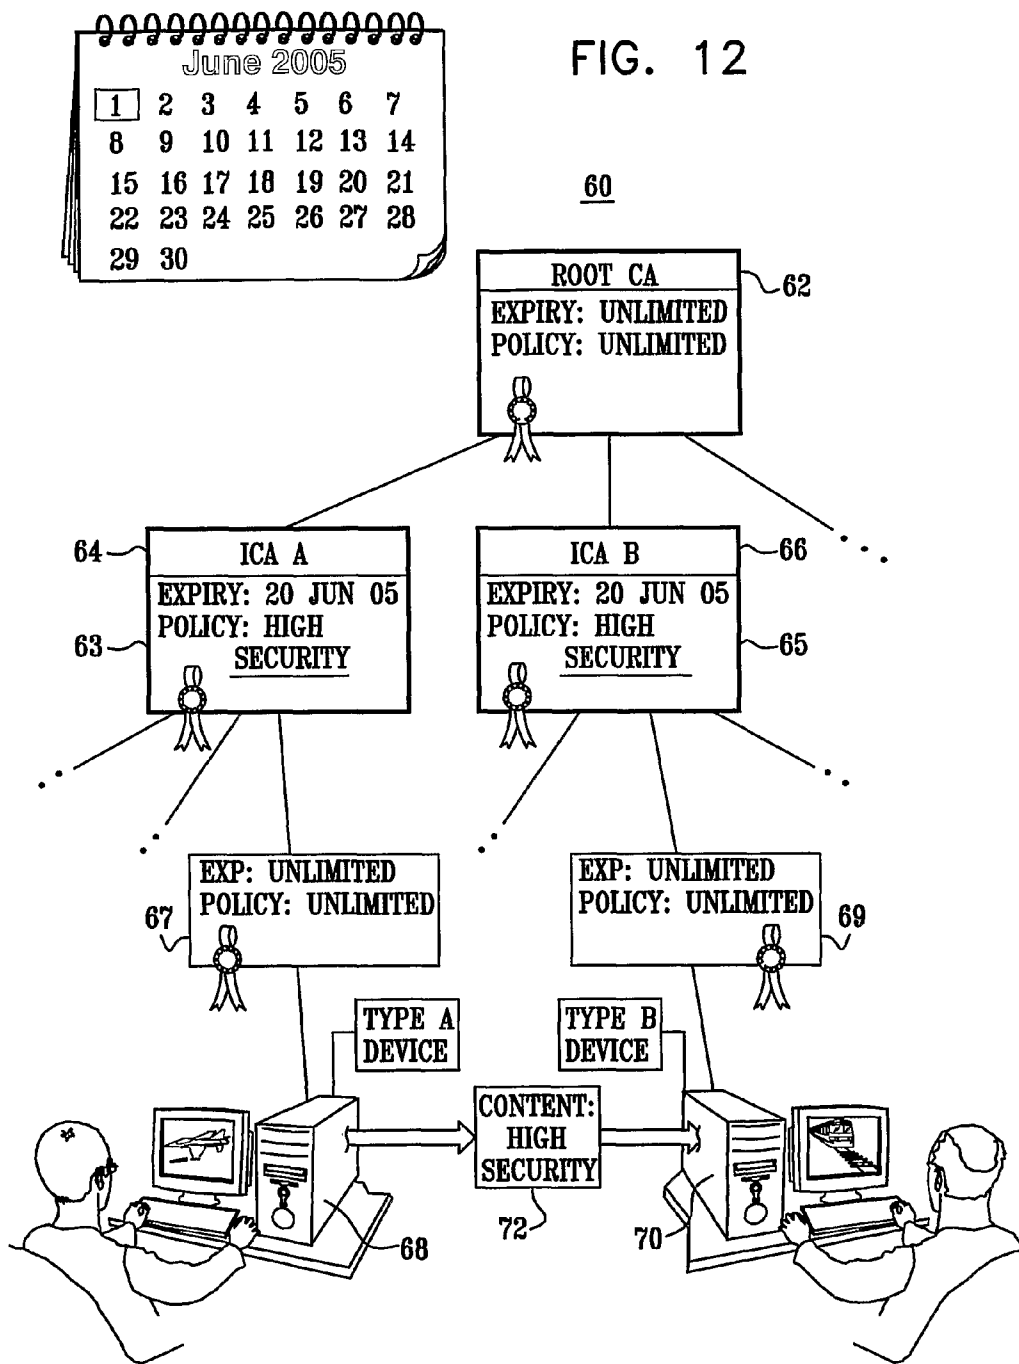 June 2005
1 2 3 4 5 6 7
8 9 10 11 12 13 14
15 16 17 18 19 20 21
22 23 24 25 26 27 28
29 30
FIG. 12
60
ROOT CA
62
EXPIRY: UNLIMITED
POLICY: UNLIMITED
64
ICA A
EXPIRY: 20 JUN 05
POLICY: HIGH
SECURITY
63
ICA B
66
EXPIRY: 20 JUN 05
POLICY: HIGH
SECURITY
65
EXP: UNLIMITED
POLICY: UNLIMITED
67
EXP: UNLIMITED
POLICY: UNLIMITED
69
TYPE A
DEVICE
TYPE B
DEVICE
CONTENT:
HIGH
SECURITY
68
72
70